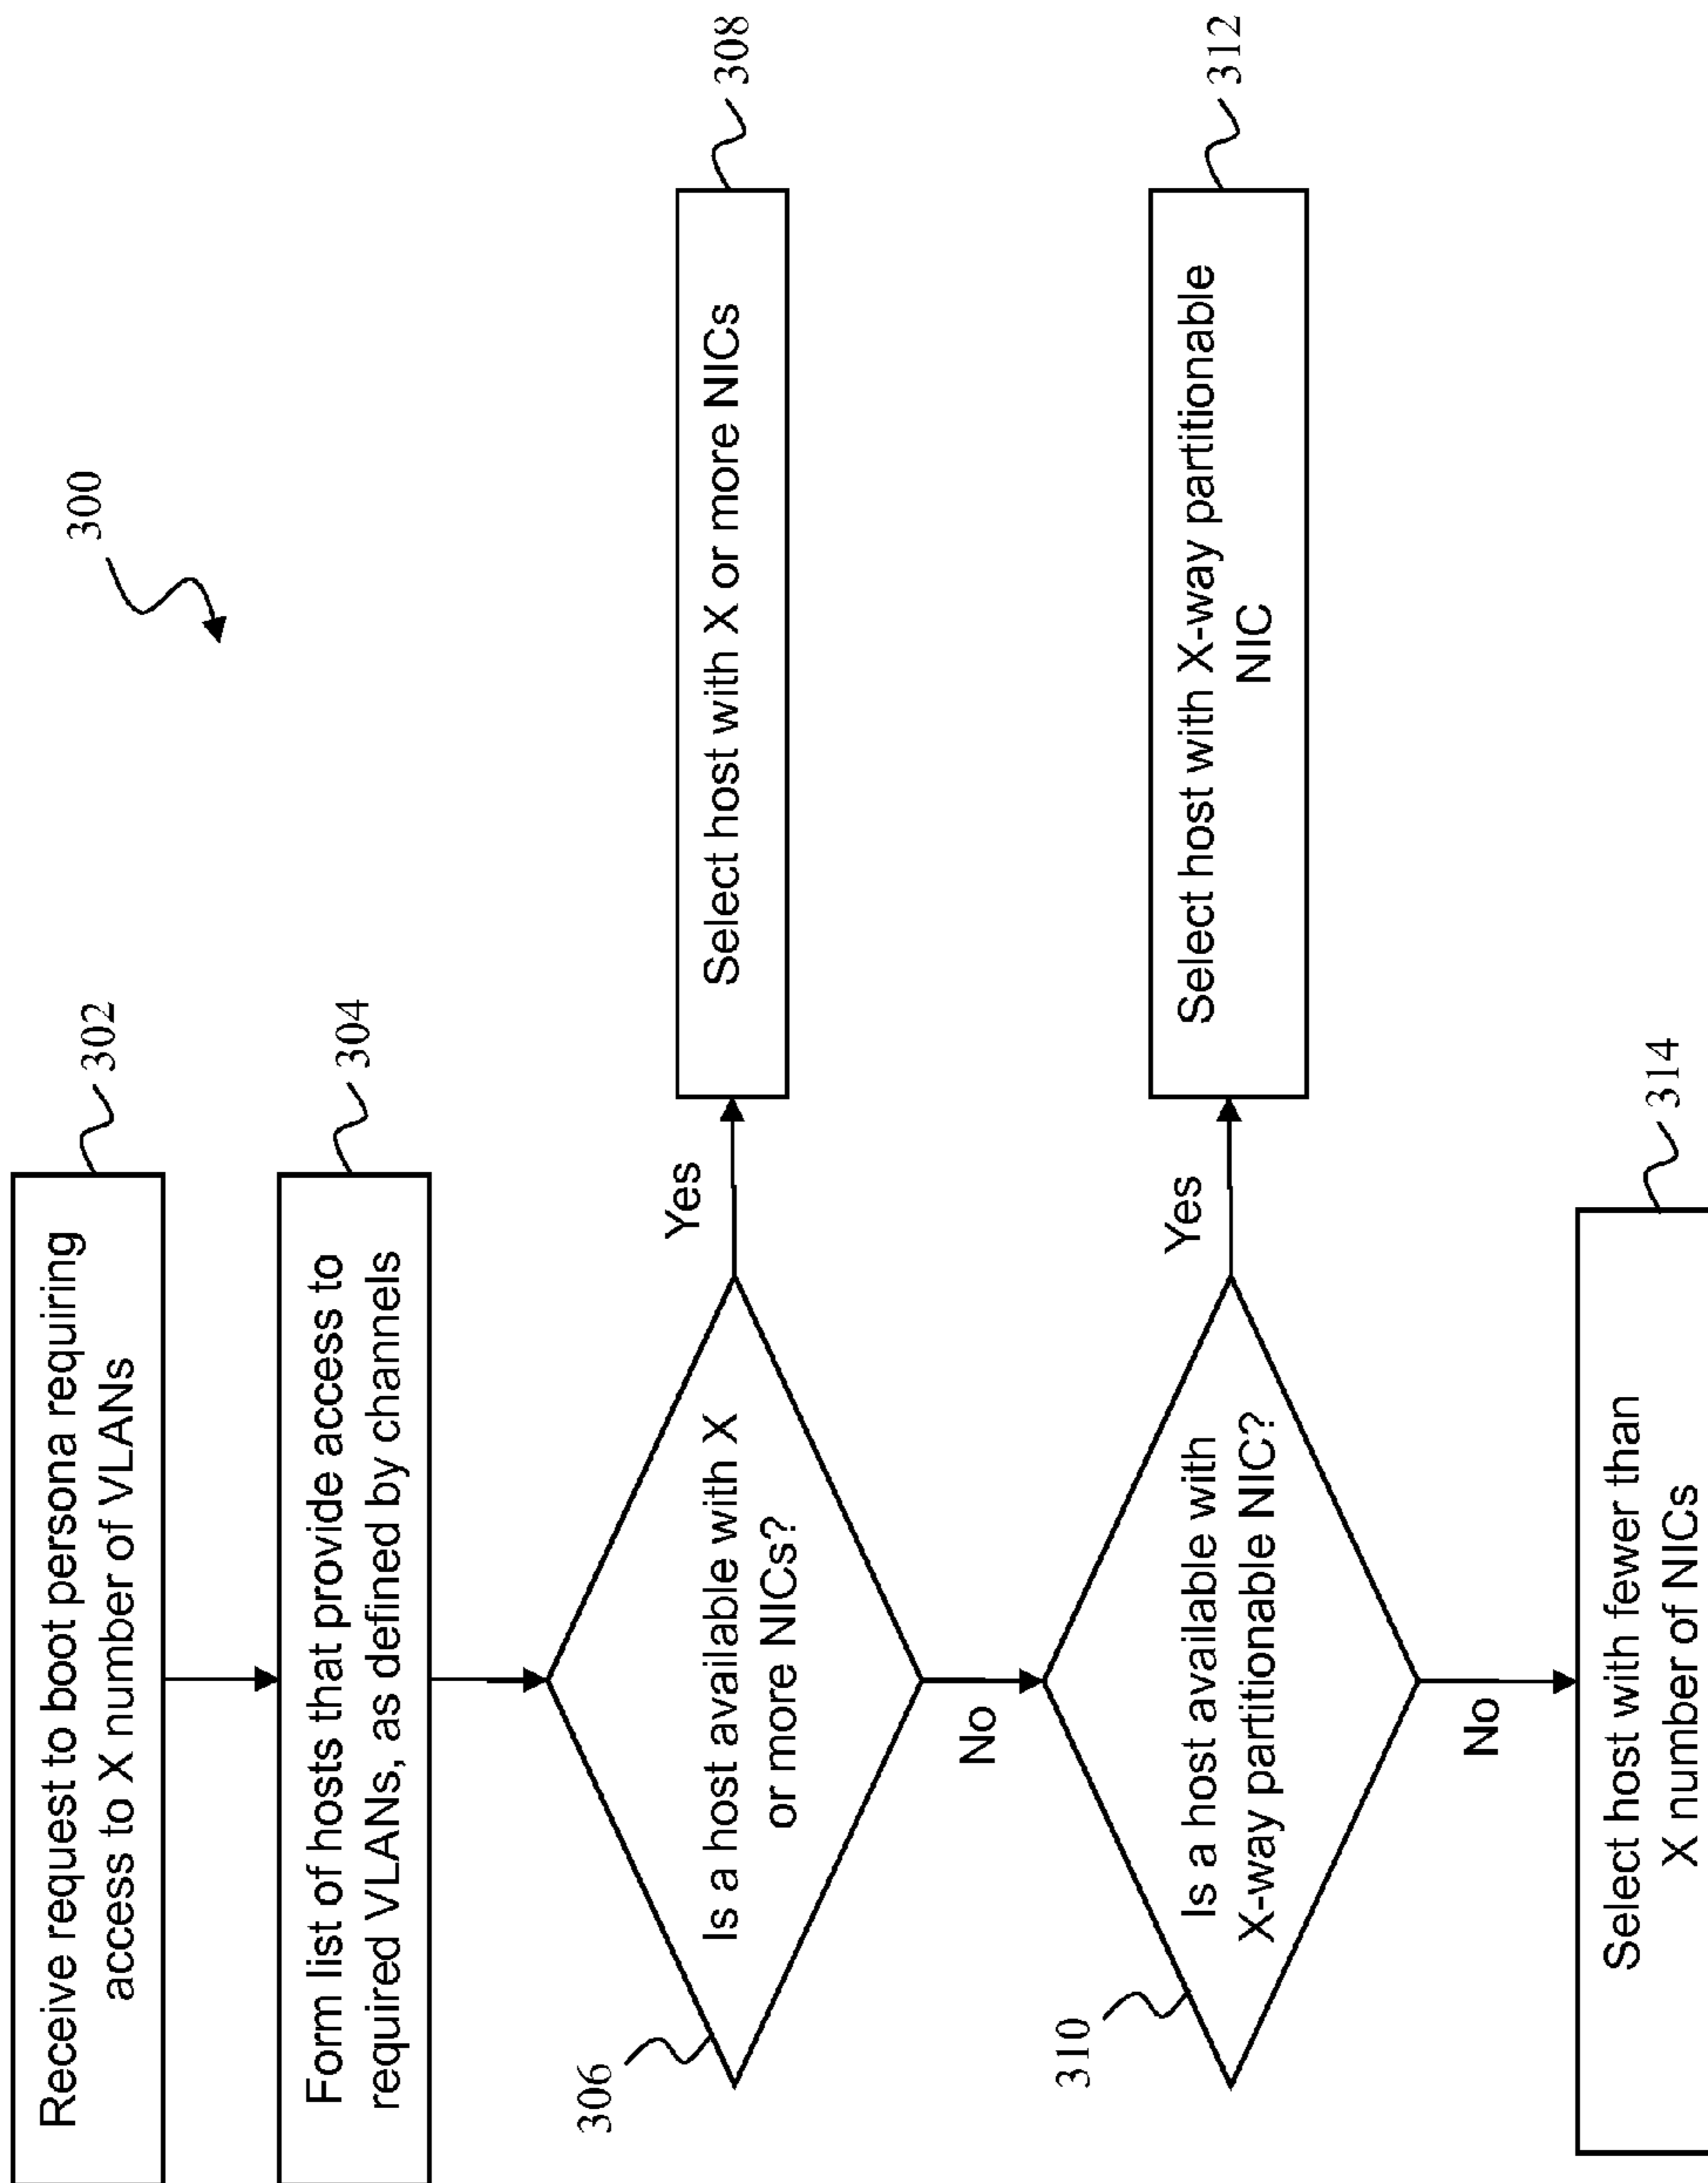 300
Receive request to boot persona requiring
access to X number of VLANs
302
Form list of hosts that provide access to
required VLANs, as defined by channels
304
306
Is a host available with X
or more NICs?
Yes
Select host with X or more NICs
308
No
310
Is a host available with
X-way partitionable NIC?
Yes
Select host with X-way partitionable
NIC
312
No
Select host with fewer than
X number of NICs
314